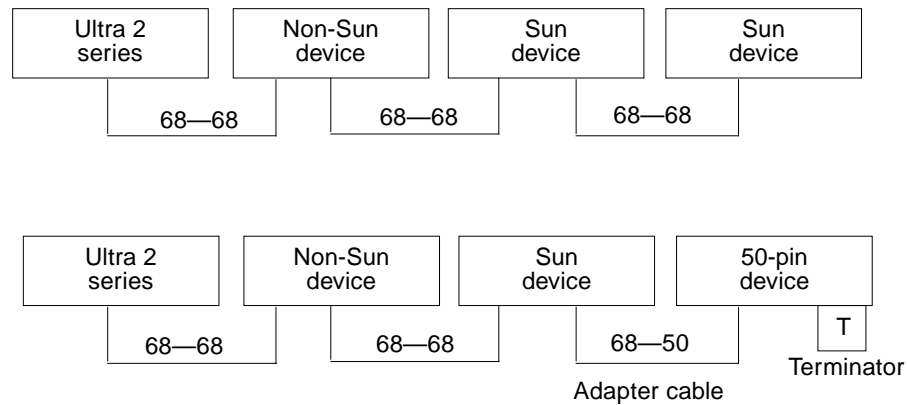 Ultra 2
series
Non-Sun
device
Sun
device
Sun
device
68—68
68—68
68—68
Ultra 2
series
Non-Sun
device
Sun
device
50-pin
device
68—68
68—68
68—50
T
Terminator
Adapter cable